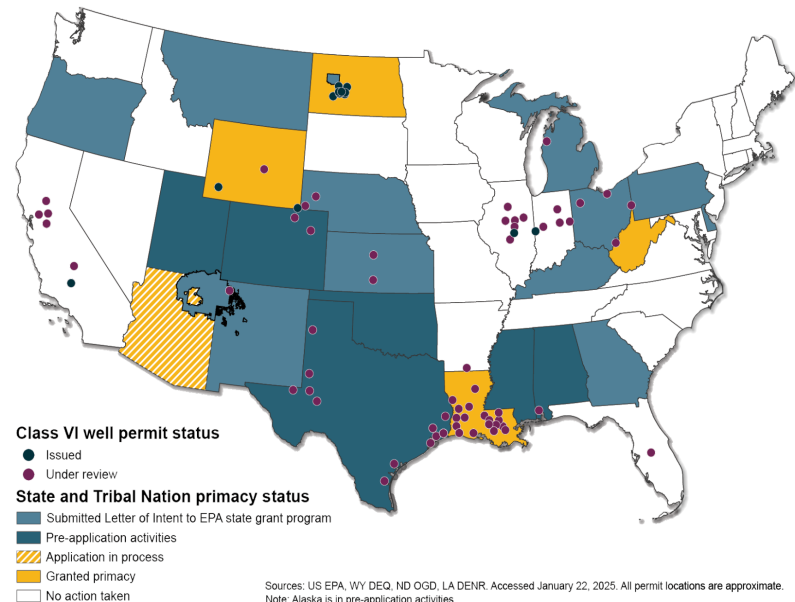 Class VI well permit status
Issued
Under review
State and Tribal Nation primacy status
Submitted Letter of Intent to EPA state grant program
Pre-application activities
Application in process
Granted primacy
No action taken
Sources: US EPA, WY DEQ, ND OGD, LA DENR. Accessed January 22, 2025. All permit locations are approximate.
Note: Alaska is in pre-application activities